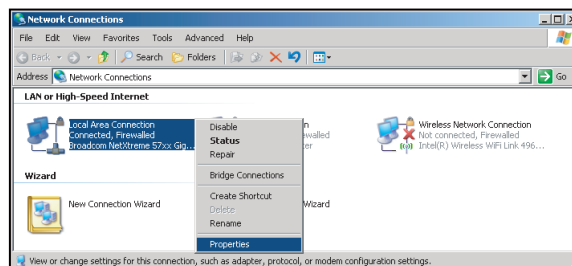 Network Connections
File Edit View Favorites Tools Advanced Help
Back Search Folders
Address Network Connections Go
LAN or High-Speed Internet
Local Area Connection
Connected, Firewalled
Broadcom NetXtreme 57xx Gig...
Disable
Status
Repair
Bridge Connections
Create Shortcut
Delete
Rename
Properties
n
ewalled
ter
Wireless Network Connection
Not connected, Firewalled
Intel(R) Wireless WiFi Link 496...
Wizard
New Connection Wizard
Wizard
View or change settings for this connection, such as adapter, protocol, or modem configuration settings.